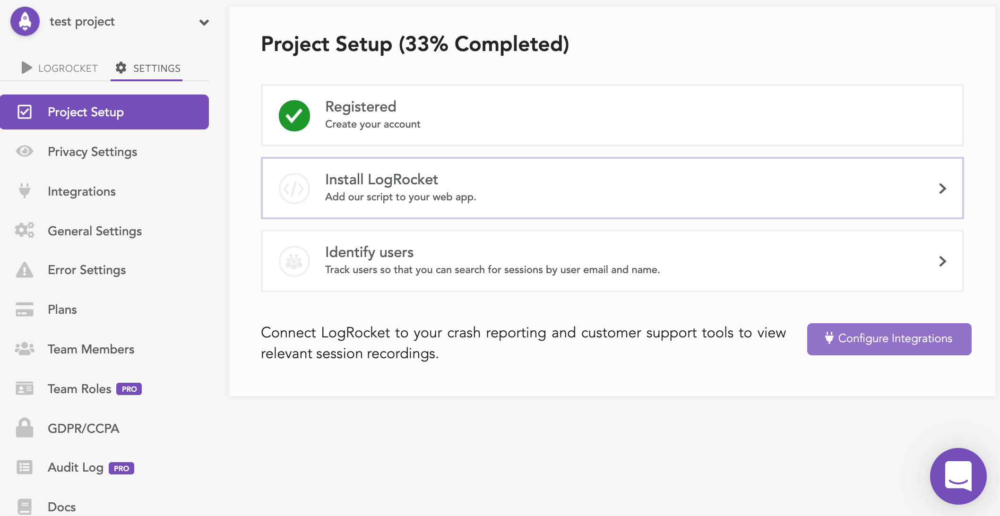 test project
LOGROCKET
SETTINGS
Project Setup
Privacy Settings
Integrations
General Settings
Error Settings
Plans
Team Members
Team Roles PRO
GDPR/CCPA
Audit Log PRO
Docs
Project Setup (33% Completed)
Registered
Create your account
Install LogRocket
Add our script to your web app.
Identify users
Track users so that you can search for sessions by user email and name.
Connect LogRocket to your crash reporting and customer support tools to view
relevant session recordings.
Configure Integrations